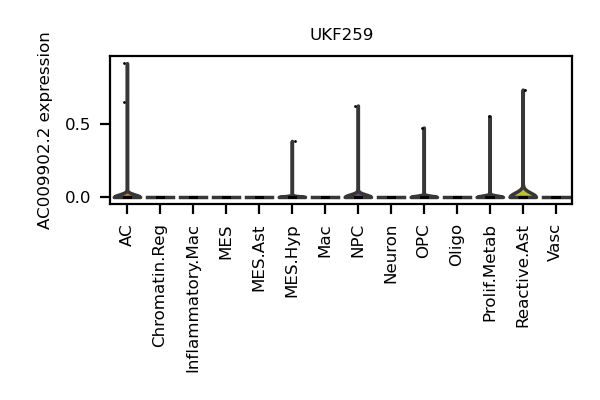 UKF259
AC009902.2 expression
0.5
0.0
AC
Chromatin.Reg
Inflammatory.Mac
MES
MES.Ast
MES.Hyp
Mac
NPC
Neuron
OPC
Oligo
Prolif.Metab
Reactive.Ast
Vasc